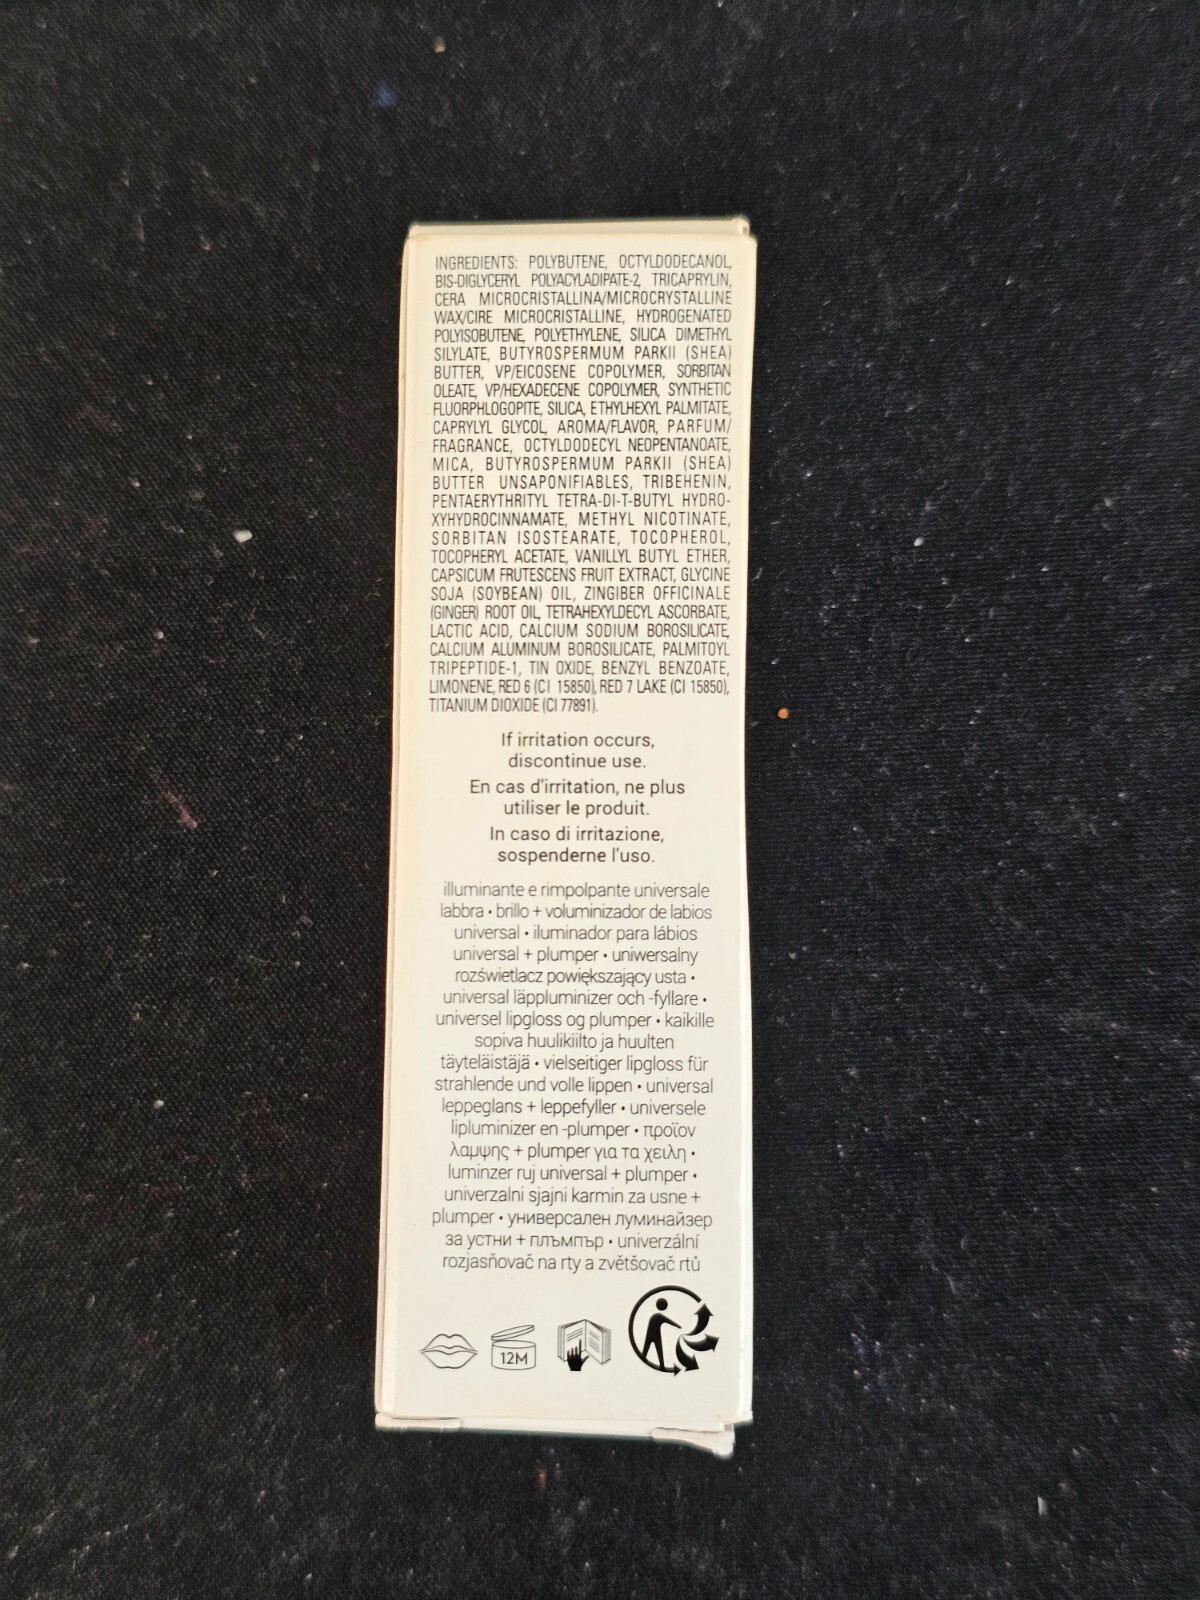 INGREDIENTS: POLYBUTENE, OCTYLDODECANOL,
BIS-DIGLYCERYL POLYACYLADIPATE-2, TRICAPRYLIN,
CERA MICROCRISTALLINA/MICROCRYSTALLINE
WAX/CIRE MICROCRISTALLINE, HYDROGENATED
POLYISOBUTENE, POLYETHYLENE, SILICA DIMETHYL
SILYLATE, BUTYROSPERMUM PARKII (SHEA)
BUTTER, VP/EICOSENE COPOLYMER, SORBITAN
OLEATE, VP/HEXADECENE COPOLYMER, SYNTHETIC
FLUORPHLOGOPITE, SILICA, ETHYLHEXYL PALMITATE,
CAPRYLYL GLYCOL, AROMA/FLAVOR, PARFUM/
FRAGRANCE, OCTYLDODECYL NEOPENTANOATE,
MICA, BUTYROSPERMUM PARKII (SHEA)
BUTTER UNSAPONIFIABLES, TRIBEHENIN,
PENTAERYTHRITYL TETRA-DI-T-BUTYL HYDRO-
XYHYDROCINNAMATE, METHYL NICOTINATE,
SORBITAN ISOSTEARATE, TOCOPHEROL,
TOCOPHERYL ACETATE, VANILLYL BUTYL ETHER,
CAPSICUM FRUTESCENS FRUIT EXTRACT, GLYCINE
SOJA (SOYBEAN) OIL, ZINGIBER OFFICINALE
(GINGER) ROOT OIL, TETRAHEXYLDECYL ASCORBATE,
LACTIC ACID, CALCIUM SODIUM BOROSILICATE,
CALCIUM ALUMINUM BOROSILICATE, PALMITOYL
TRIPEPTIDE-1, TIN OXIDE, BENZYL BENZOATE,
LIMONENE, RED 6 (CI 15850), RED 7 LAKE (CI 15850),
TITANIUM DIOXIDE (CI 77891).
If irritation occurs,
discontinue use.
En cas d'irritation, ne plus
utiliser le produit.
In caso di irritazione,
sospenderne l'uso.
illuminante e rimpolpante universale
labbra • brillo + voluminizador de labios
universal • iluminador para lábios
universal + plumper • uniwersalny
rozświetlacz powiększający usta •
universal läppluminizer och -fyllare •
universel lipgloss og plumper • kaikille
sopiva huulikiilto ja huulten
täyteläistäjä • vielseitiger lipgloss für
strahlende und volle lippen • universal
leppeglans + leppefyller • universele
lipluminizer en -plumper • προϊον
λαμψης + plumper για τα χειλη •
luminzer ruj universal + plumper •
univerzalni sjajni karmin za usne +
plumper • универсален луминайзер
за устни + плъмпър • univerzální
rozjasňovač na rty a zvětšovač rtů
12M